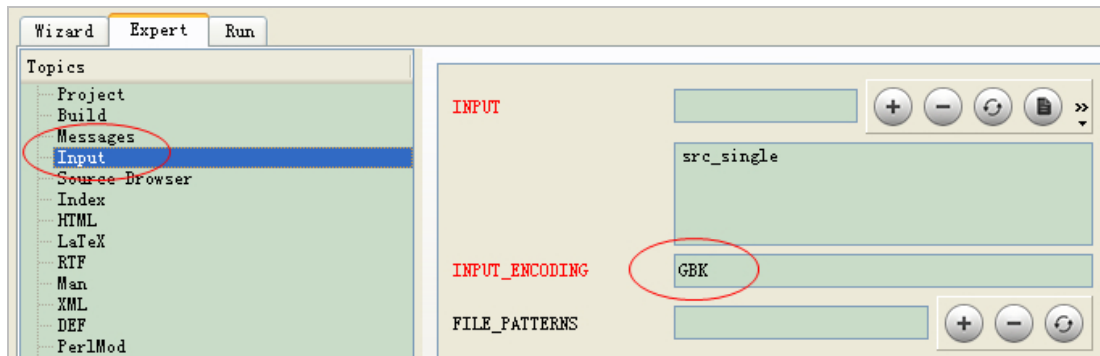 Wizard Expert Run
Topics
Project
Build
Messages
Input
Source Browser
Index
HTML
LaTeX
RTF
Man
XML
DEF
PerlMod
INPUT
src_single
INPUT_ENCODING GBK
FILE_PATTERNS